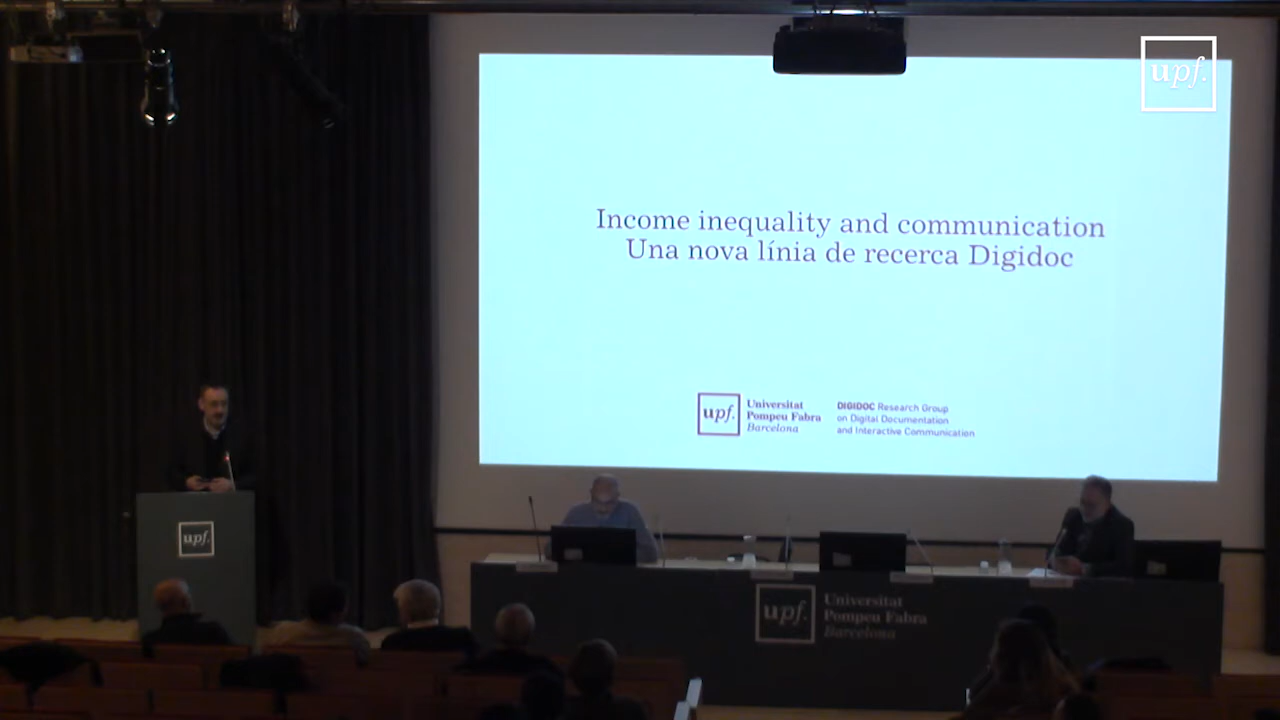 upf.
Income inequality and communication
Una nova línia de recerca Digidoc
upf.
Universitat
Pompeu Fabra
Barcelona
DIGIDOC Research Group
on Digital Documentation
and Interactive Communication
upf.
upf.
Universitat
Pompeu Fabra
Barcelona